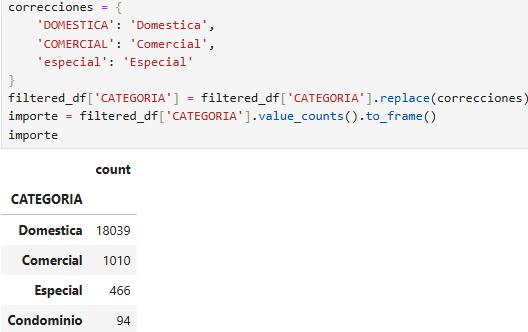 correcciones = {
    'DOMESTICA': 'Domestica',
    'COMERCIAL': 'Comercial',
    'especial': 'Especial'
}
filtered_df['CATEGORIA'] = filtered_df['CATEGORIA'].replace(correcciones)
importe = filtered_df['CATEGORIA'].value_counts().to_frame()
importe
count
CATEGORIA
Domestica 18039
Comercial 1010
Especial 466
Condominio 94